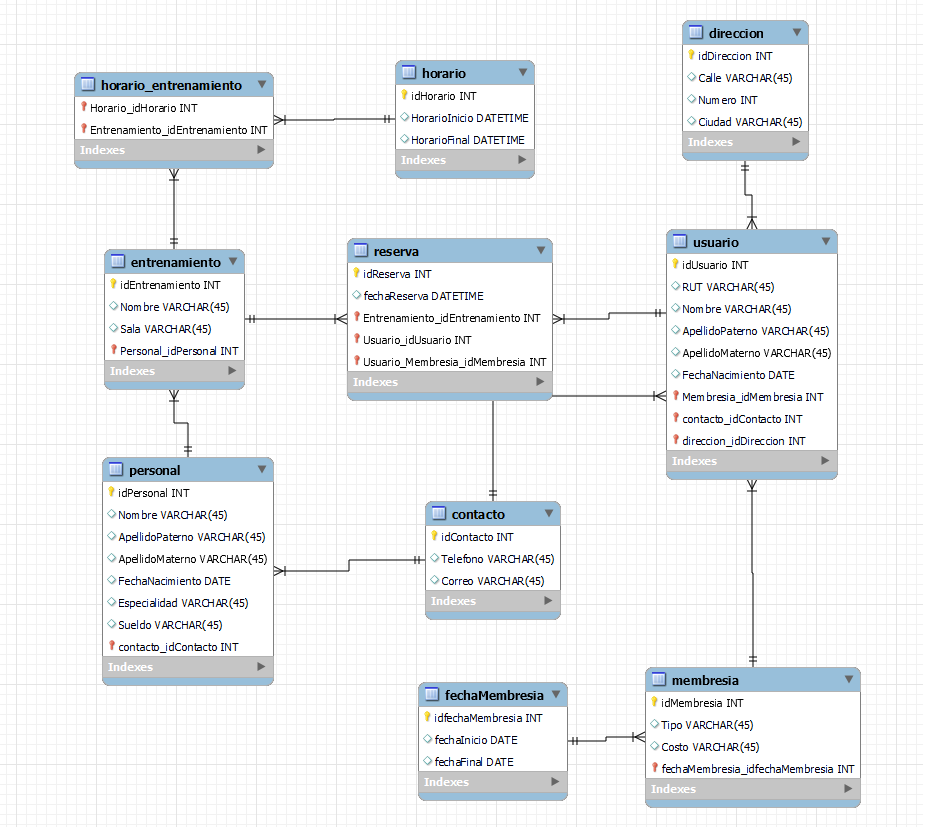 direccion
idDireccion INT
Calle VARCHAR(45)
Numero INT
Ciudad VARCHAR(45)
Indexes
horario_entrenamiento
Horario_idHorario INT
Entrenamiento_idEntrenamiento INT
Indexes
horario
idHorario INT
HorarioInicio DATETIME
HorarioFinal DATETIME
Indexes
entrenamiento
idEntrenamiento INT
Nombre VARCHAR(45)
Sala VARCHAR(45)
Personal_idPersonal INT
Indexes
reserva
idReserva INT
fechaReserva DATETIME
Entrenamiento_idEntrenamiento INT
Usuario_idUsuario INT
Usuario_Membresia_idMembresia INT
Indexes
usuario
idUsuario INT
RUT VARCHAR(45)
Nombre VARCHAR(45)
ApellidoPaterno VARCHAR(45)
ApellidoMaterno VARCHAR(45)
FechaNacimiento DATE
Membresia_idMembresia INT
contacto_idContacto INT
direccion_idDireccion INT
Indexes
personal
idPersonal INT
Nombre VARCHAR(45)
ApellidoPaterno VARCHAR(45)
ApellidoMaterno VARCHAR(45)
FechaNacimiento DATE
Especialidad VARCHAR(45)
Sueldo VARCHAR(45)
contacto_idContacto INT
Indexes
contacto
idContacto INT
Telefono VARCHAR(45)
Correo VARCHAR(45)
Indexes
fechaMembresia
idfechaMembresia INT
fechaInicio DATE
fechaFinal DATE
Indexes
membresia
idMembresia INT
Tipo VARCHAR(45)
Costo VARCHAR(45)
fechaMembresia_idfechaMembresia INT
Indexes